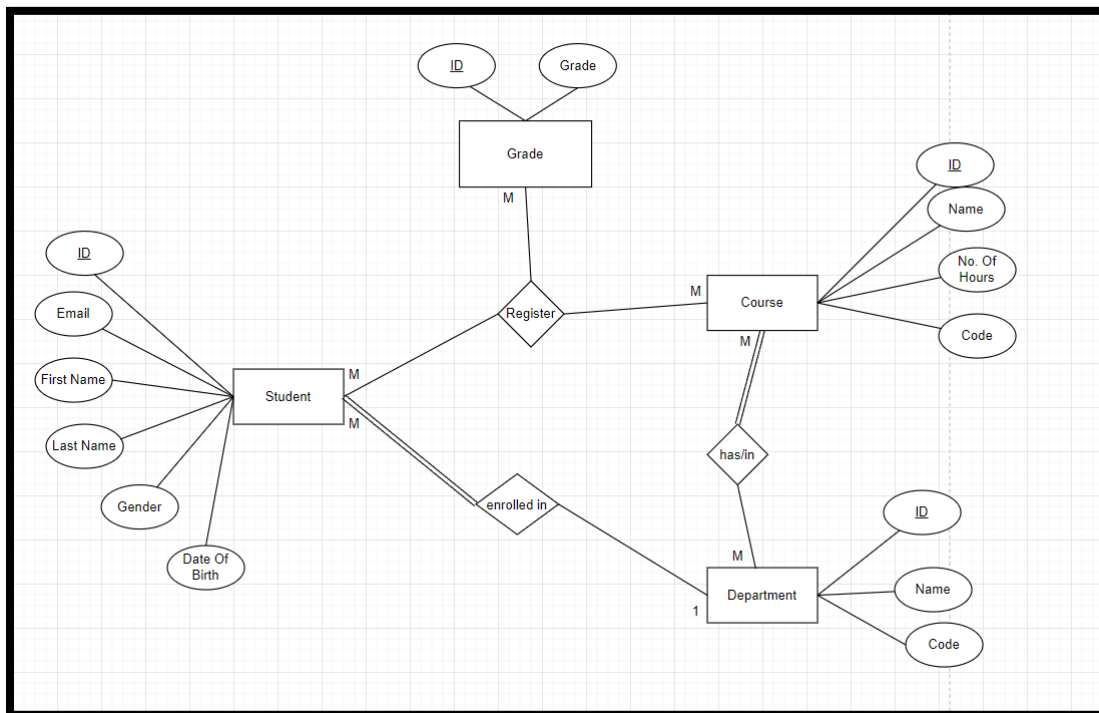 ID
Grade
Grade
M
ID
Name
No. Of
Hours
Code
M
Course
M
Register
ID
Email
First Name
Last Name
Gender
Date Of
Birth
Student
M
M
has/in
enrolled in
M
1
Department
ID
Name
Code